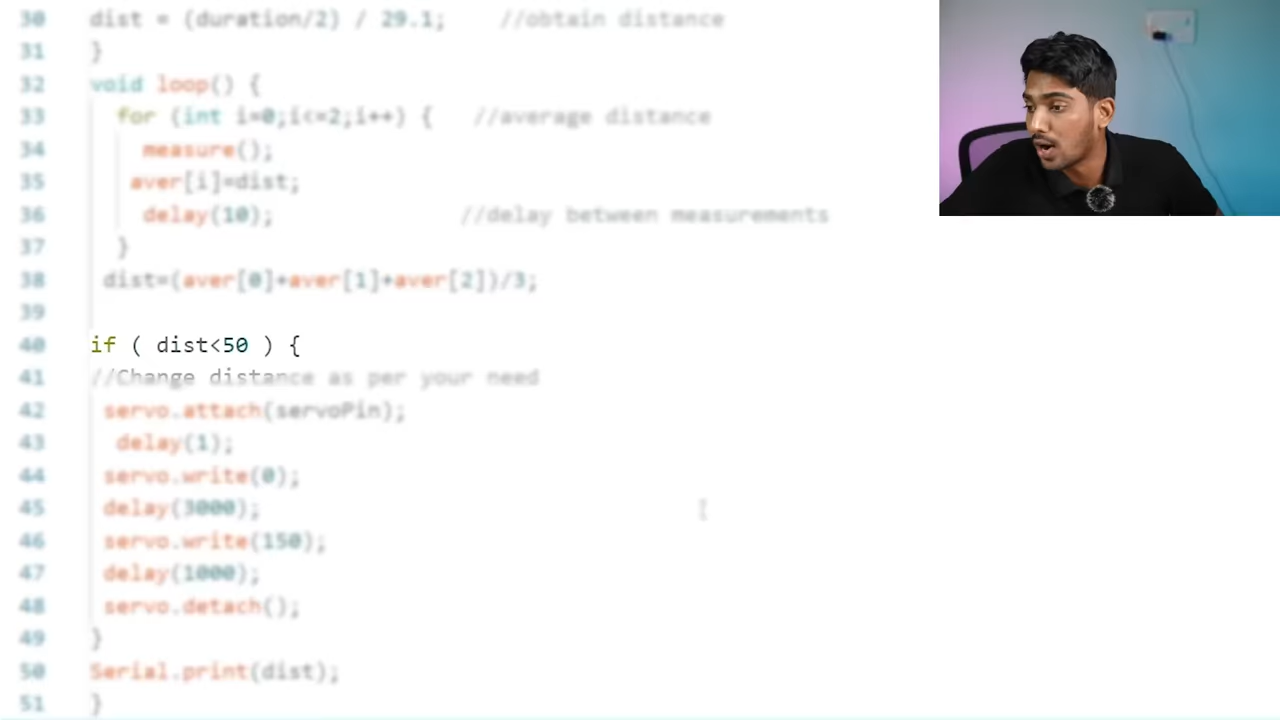 30 dist = (duration/2) / 29.1; //obtain distance
31 }
32 void loop() {
33 for (int i=0;i<=2;i++) { //average distance
34 measure();
35 aver[i]=dist;
36 delay(10); //delay between measurements
37 }
38 dist=(aver[0]+aver[1]+aver[2])/3;
39
40 if ( dist<50 ) {
41 //Change distance as per your need
42 servo.attach(servoPin);
43 delay(1);
44 servo.write(0);
45 delay(3000);
46 servo.write(150);
47 delay(1000);
48 servo.detach();
49 }
50 Serial.print(dist);
51 }